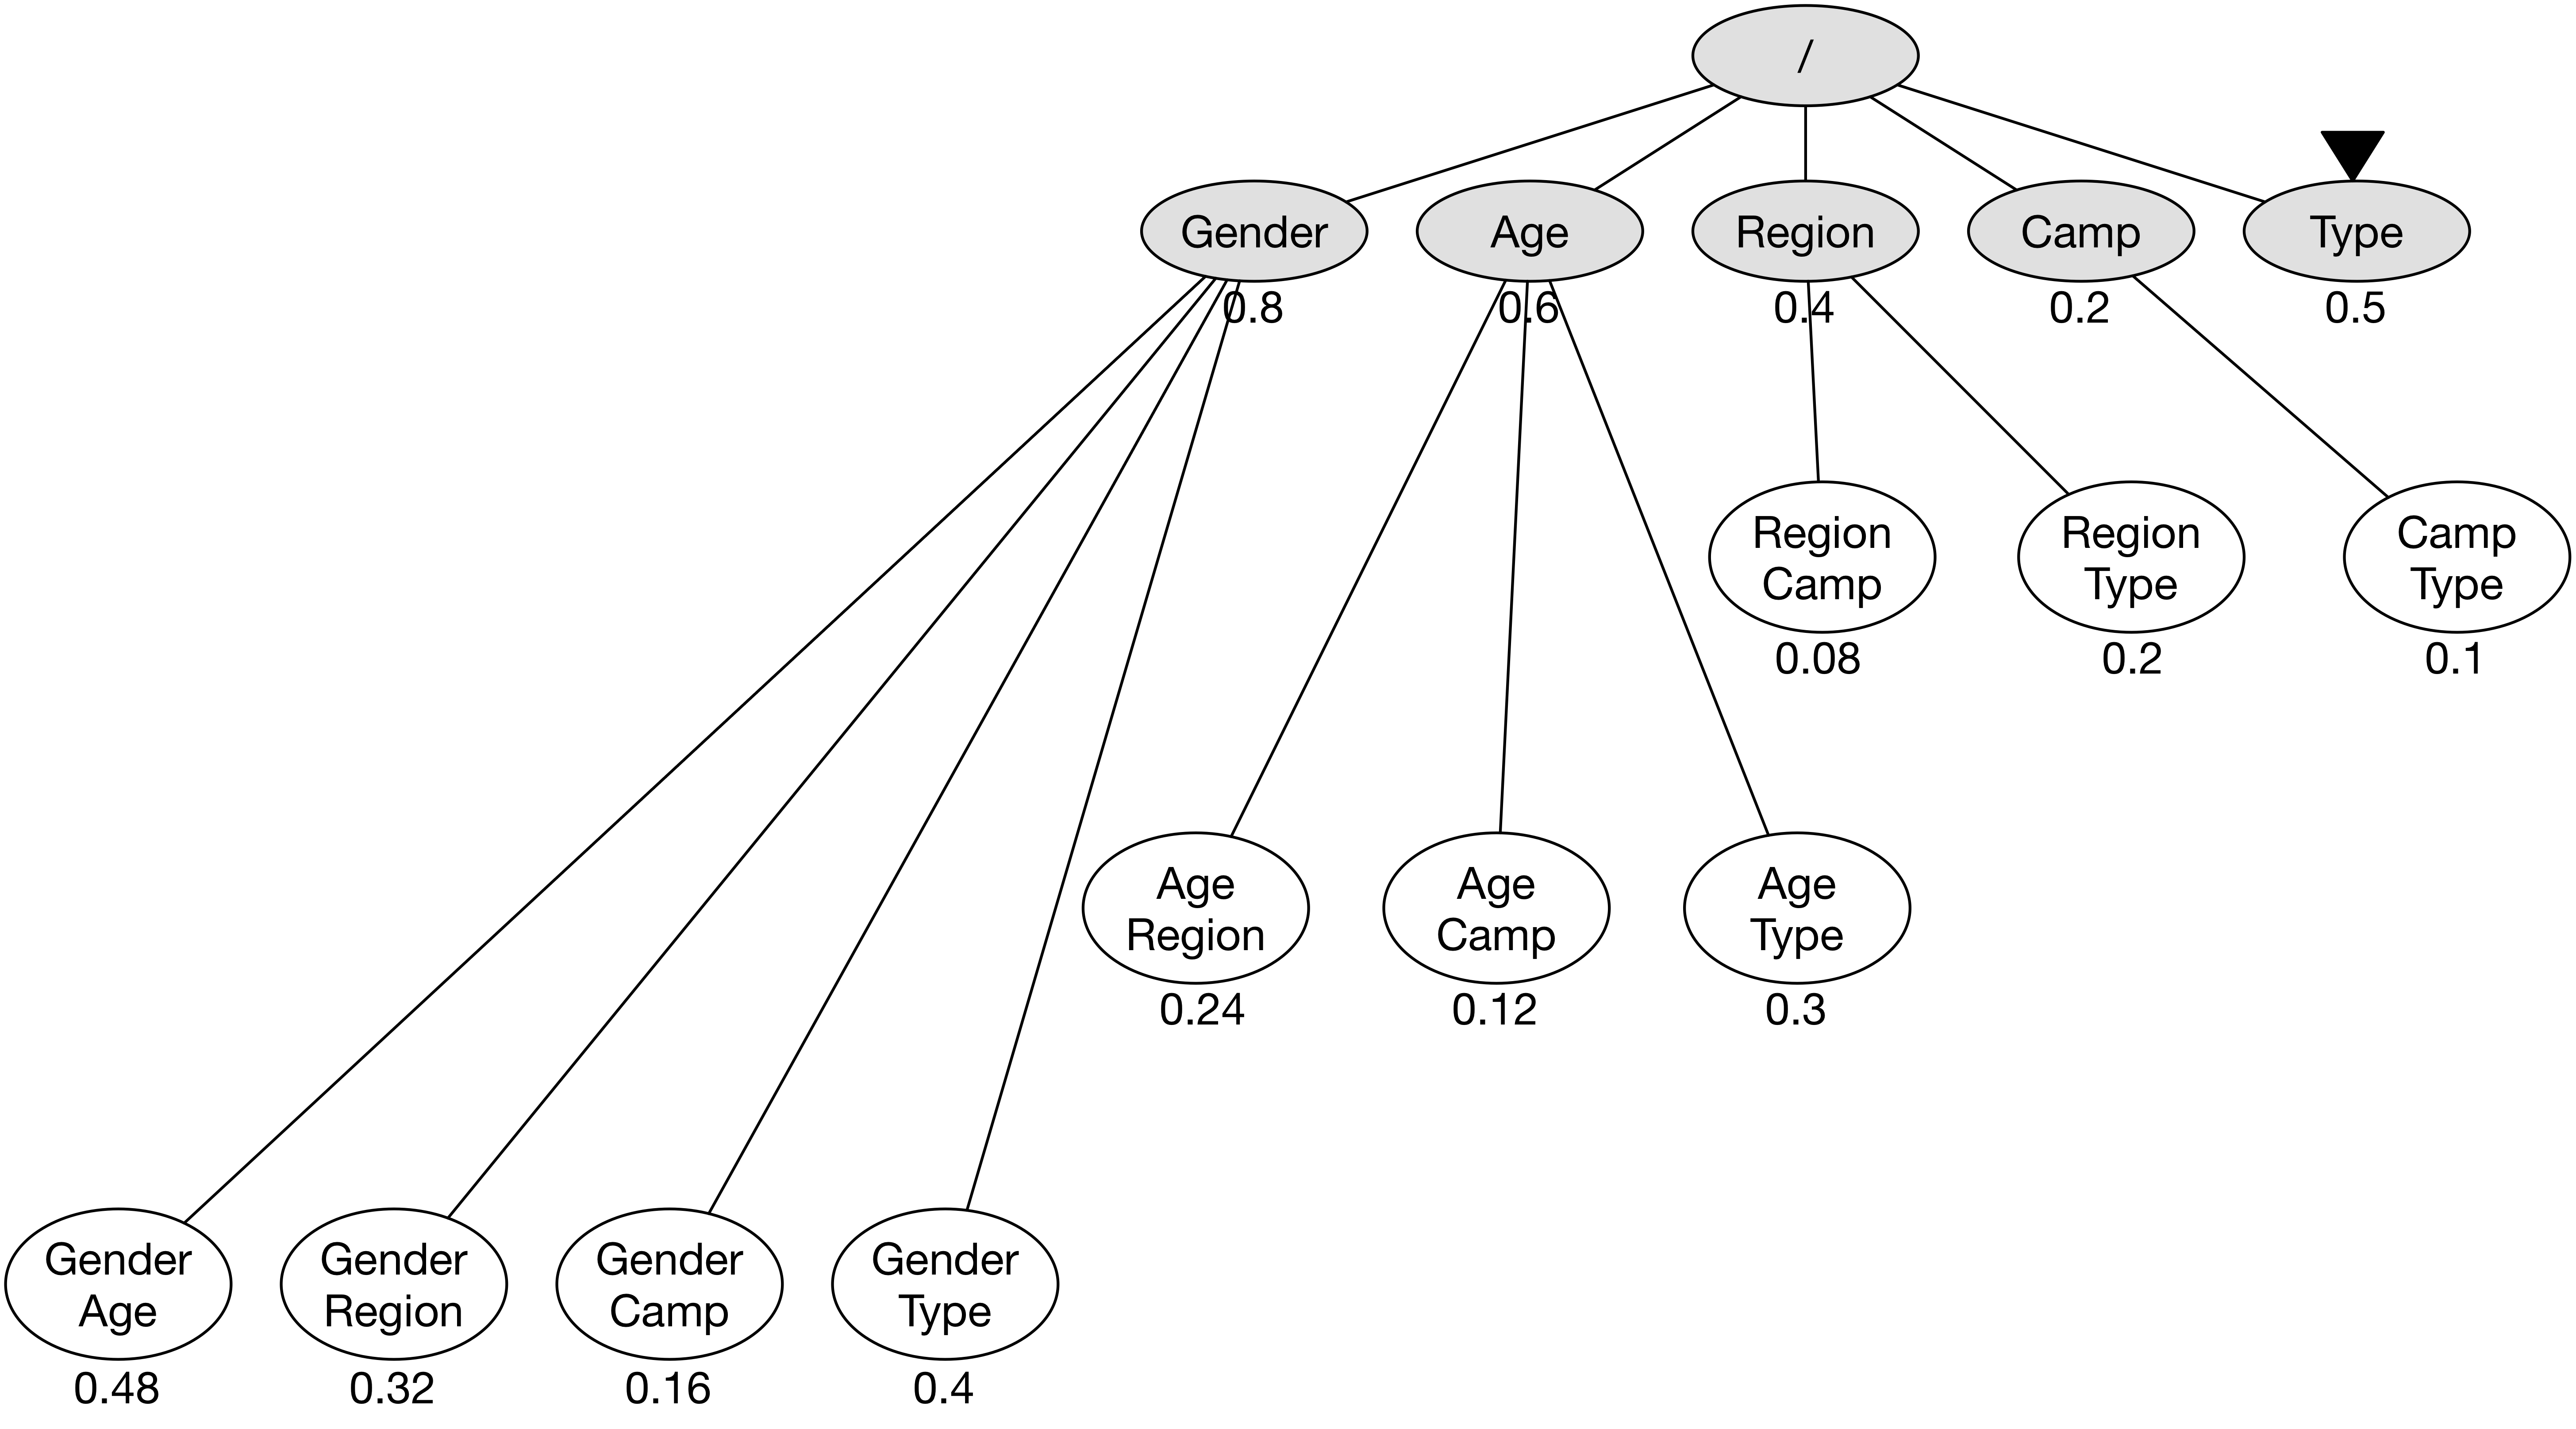 /
Gender
Age
Region
Camp
Type
0.8
0.6
0.4
0.2
0.5
Region
Camp
0.08
Region
Type
0.2
Camp
Type
0.1
Age
Region
0.24
Age
Camp
0.12
Age
Type
0.3
Gender
Age
0.48
Gender
Region
0.32
Gender
Camp
0.16
Gender
Type
0.4